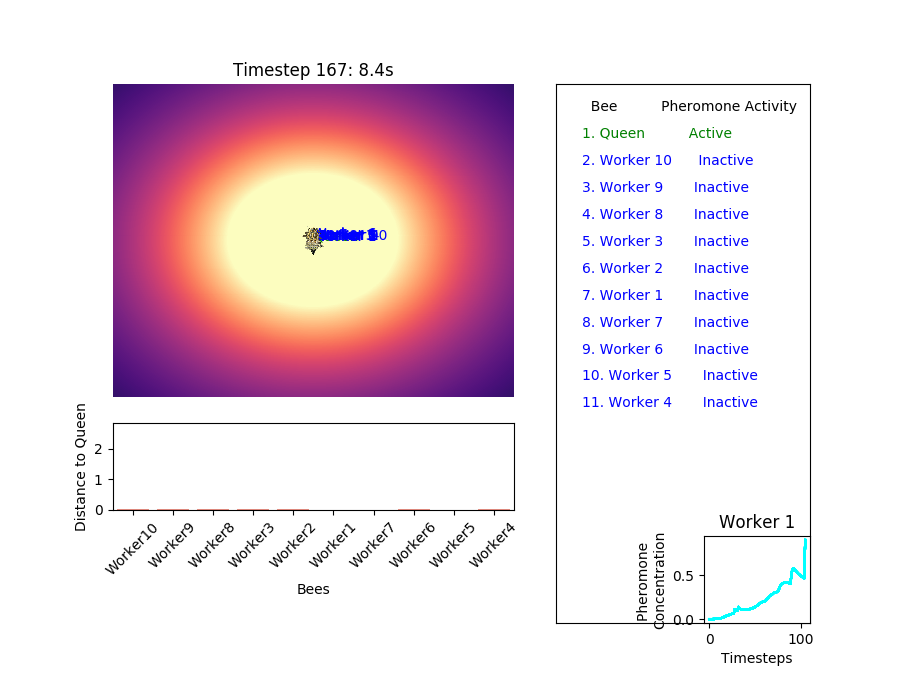 Timestep 167: 8.4s
Distance to Queen
2
1
0
Worker10
Worker9
Worker8
Worker3
Worker2
Worker1
Worker7
Worker6
Worker5
Worker4
Bees
Bee Pheromone Activity
1. Queen Active
2. Worker 10 Inactive
3. Worker 9 Inactive
4. Worker 8 Inactive
5. Worker 3 Inactive
6. Worker 2 Inactive
7. Worker 1 Inactive
8. Worker 7 Inactive
9. Worker 6 Inactive
10. Worker 5 Inactive
11. Worker 4 Inactive
Worker 1
Pheromone
Concentration
0.5
0.0
0 100
Timesteps